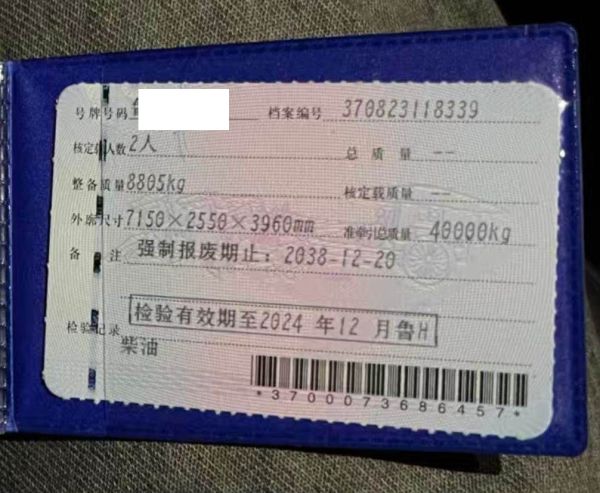 号牌号码 档案编号 370823118339
核定载人数 2人 总质量 --
整备质量 8805kg 核定载质量 --
外廓尺寸 7150×2550×3960mm 准牵引总质量 40000kg
备注 强制报废期止：2038-12-20
检验记录 检验有效期至2024 年12 月鲁H
柴油
*3700073686457*